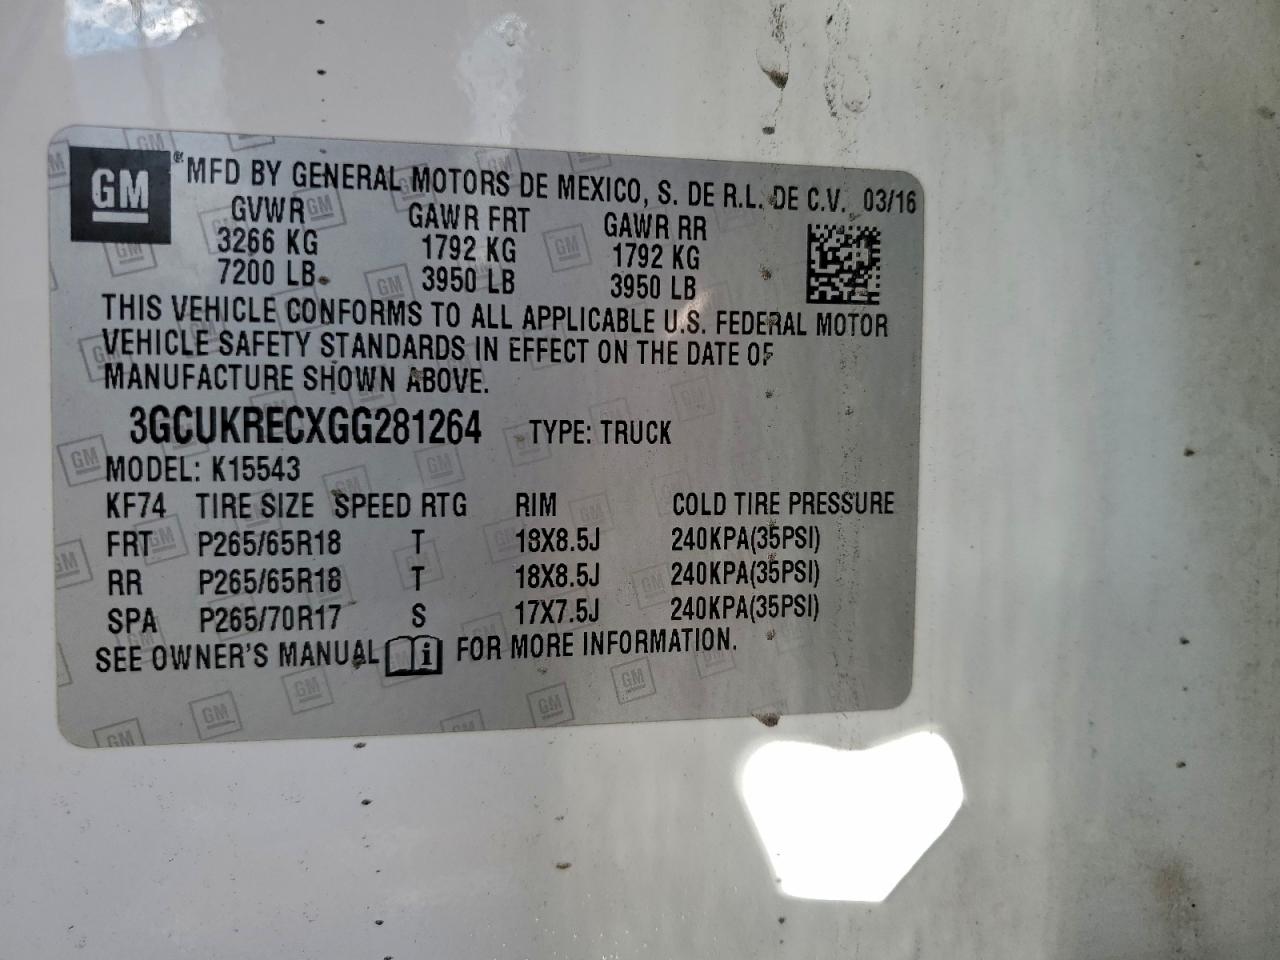 GM ® MFD BY GENERAL MOTORS DE MEXICO, S. DE R.L. DE C.V. 03/16
GVWR GAWR FRT GAWR RR
3266 KG 1792 KG 1792 KG
7200 LB 3950 LB 3950 LB
THIS VEHICLE CONFORMS TO ALL APPLICABLE U.S. FEDERAL MOTOR
VEHICLE SAFETY STANDARDS IN EFFECT ON THE DATE OF
MANUFACTURE SHOWN ABOVE.
3GCUKRECXGG281264 TYPE: TRUCK
MODEL: K15543
KF74 TIRE SIZE SPEED RTG RIM COLD TIRE PRESSURE
FRT P265/65R18 T 18X8.5J 240KPA(35PSI)
RR P265/65R18 T 18X8.5J 240KPA(35PSI)
SPA P265/70R17 S 17X7.5J 240KPA(35PSI)
SEE OWNER'S MANUAL i FOR MORE INFORMATION.